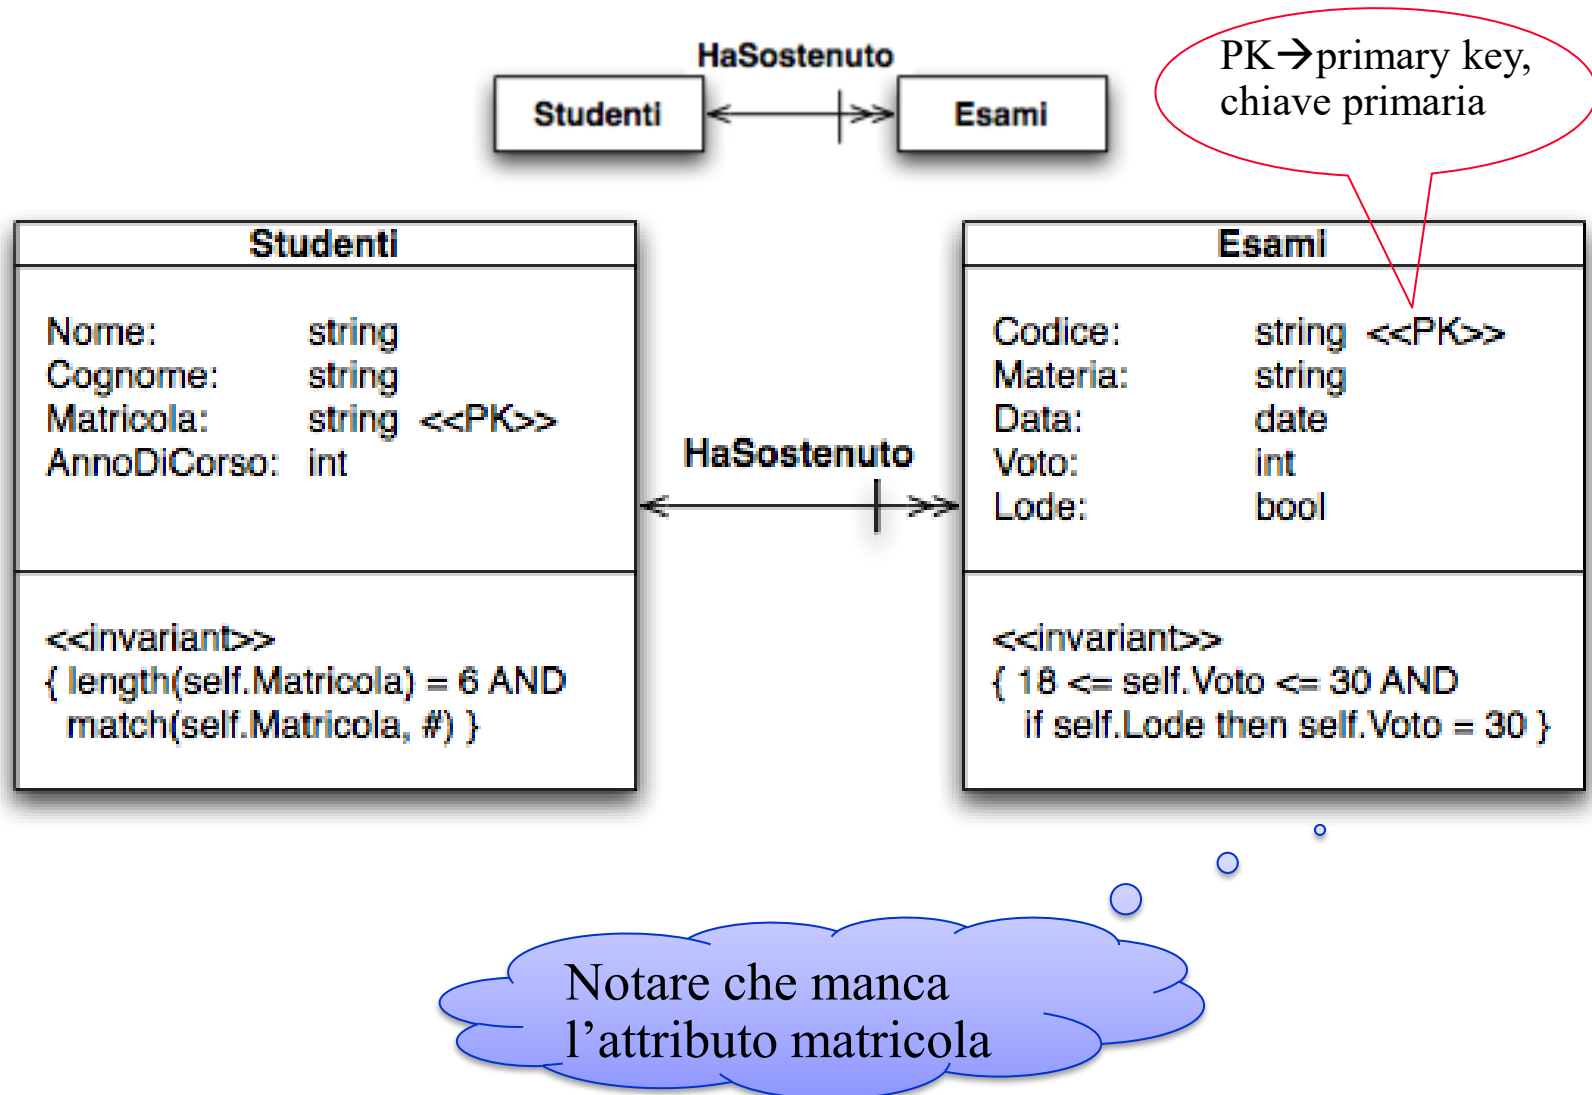 HaSostenuto
Studenti
Esami
PK→primary key,
chiave primaria
Studenti
Nome: string
Cognome: string
Matricola: string <<PK>>
AnnoDiCorso: int
<<invariant>>
{ length(self.Matricola) = 6 AND
match(self.Matricola, #) }
HaSostenuto
Esami
Codice: string <<PK>>
Materia: string
Data: date
Voto: int
Lode: bool
<<invariant>>
{ 18 <= self.Voto <= 30 AND
if self.Lode then self.Voto = 30 }
Notare che manca
l’attributo matricola